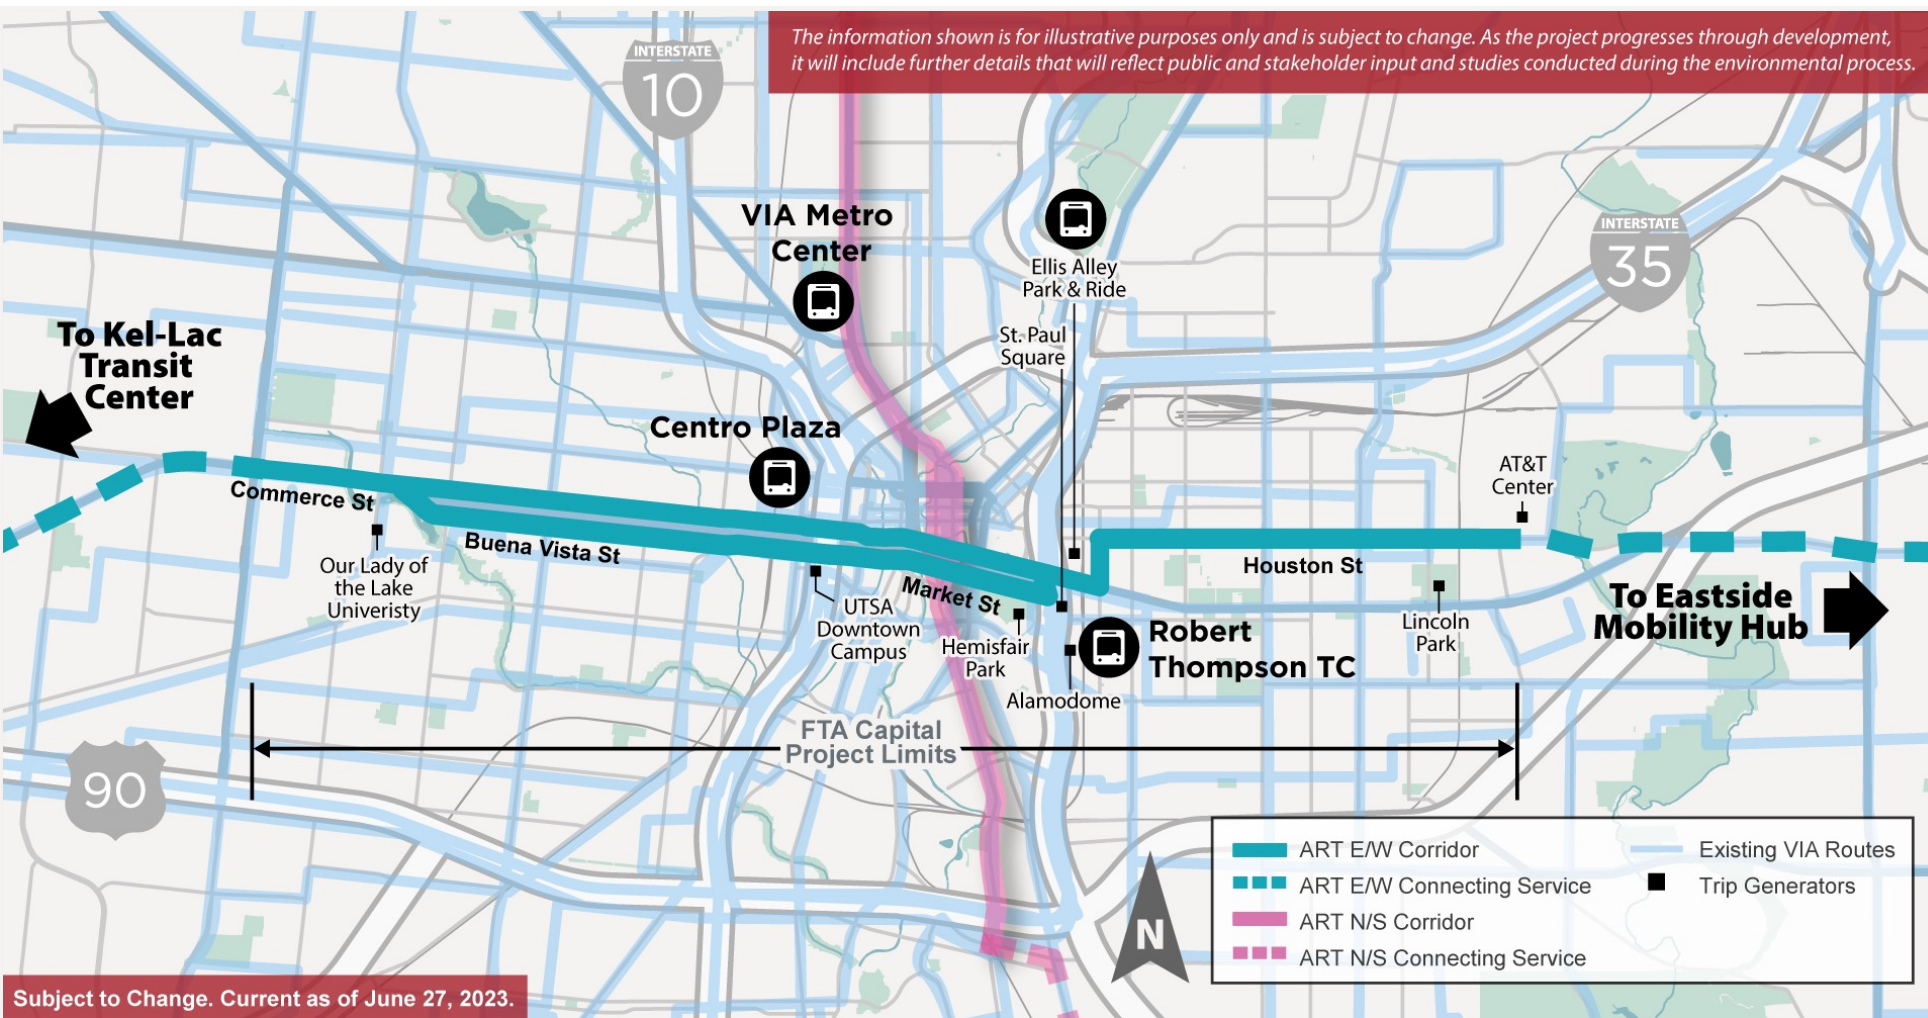 The information shown is for illustrative purposes only and is subject to change. As the project progresses through development,
it will include further details that will reflect public and stakeholder input and studies conducted during the environmental process.
INTERSTATE
10
VIA Metro
Center
Ellis Alley
Park & Ride
INTERSTATE
35
St. Paul
Square
To Kel-Lac
Transit
Center
Centro Plaza
AT&T
Center
Commerce St
Buena Vista St
Our Lady of
the Lake
Univeristy
Market St
UTSA
Downtown
Campus
Hemisfair
Park
Houston St
Lincoln
Park
To Eastside
Mobility Hub
Robert
Thompson TC
Alamodome
FTA Capital
Project Limits
90
N
ART E/W Corridor
ART E/W Connecting Service
ART N/S Corridor
ART N/S Connecting Service
Existing VIA Routes
Trip Generators
Subject to Change. Current as of June 27, 2023.